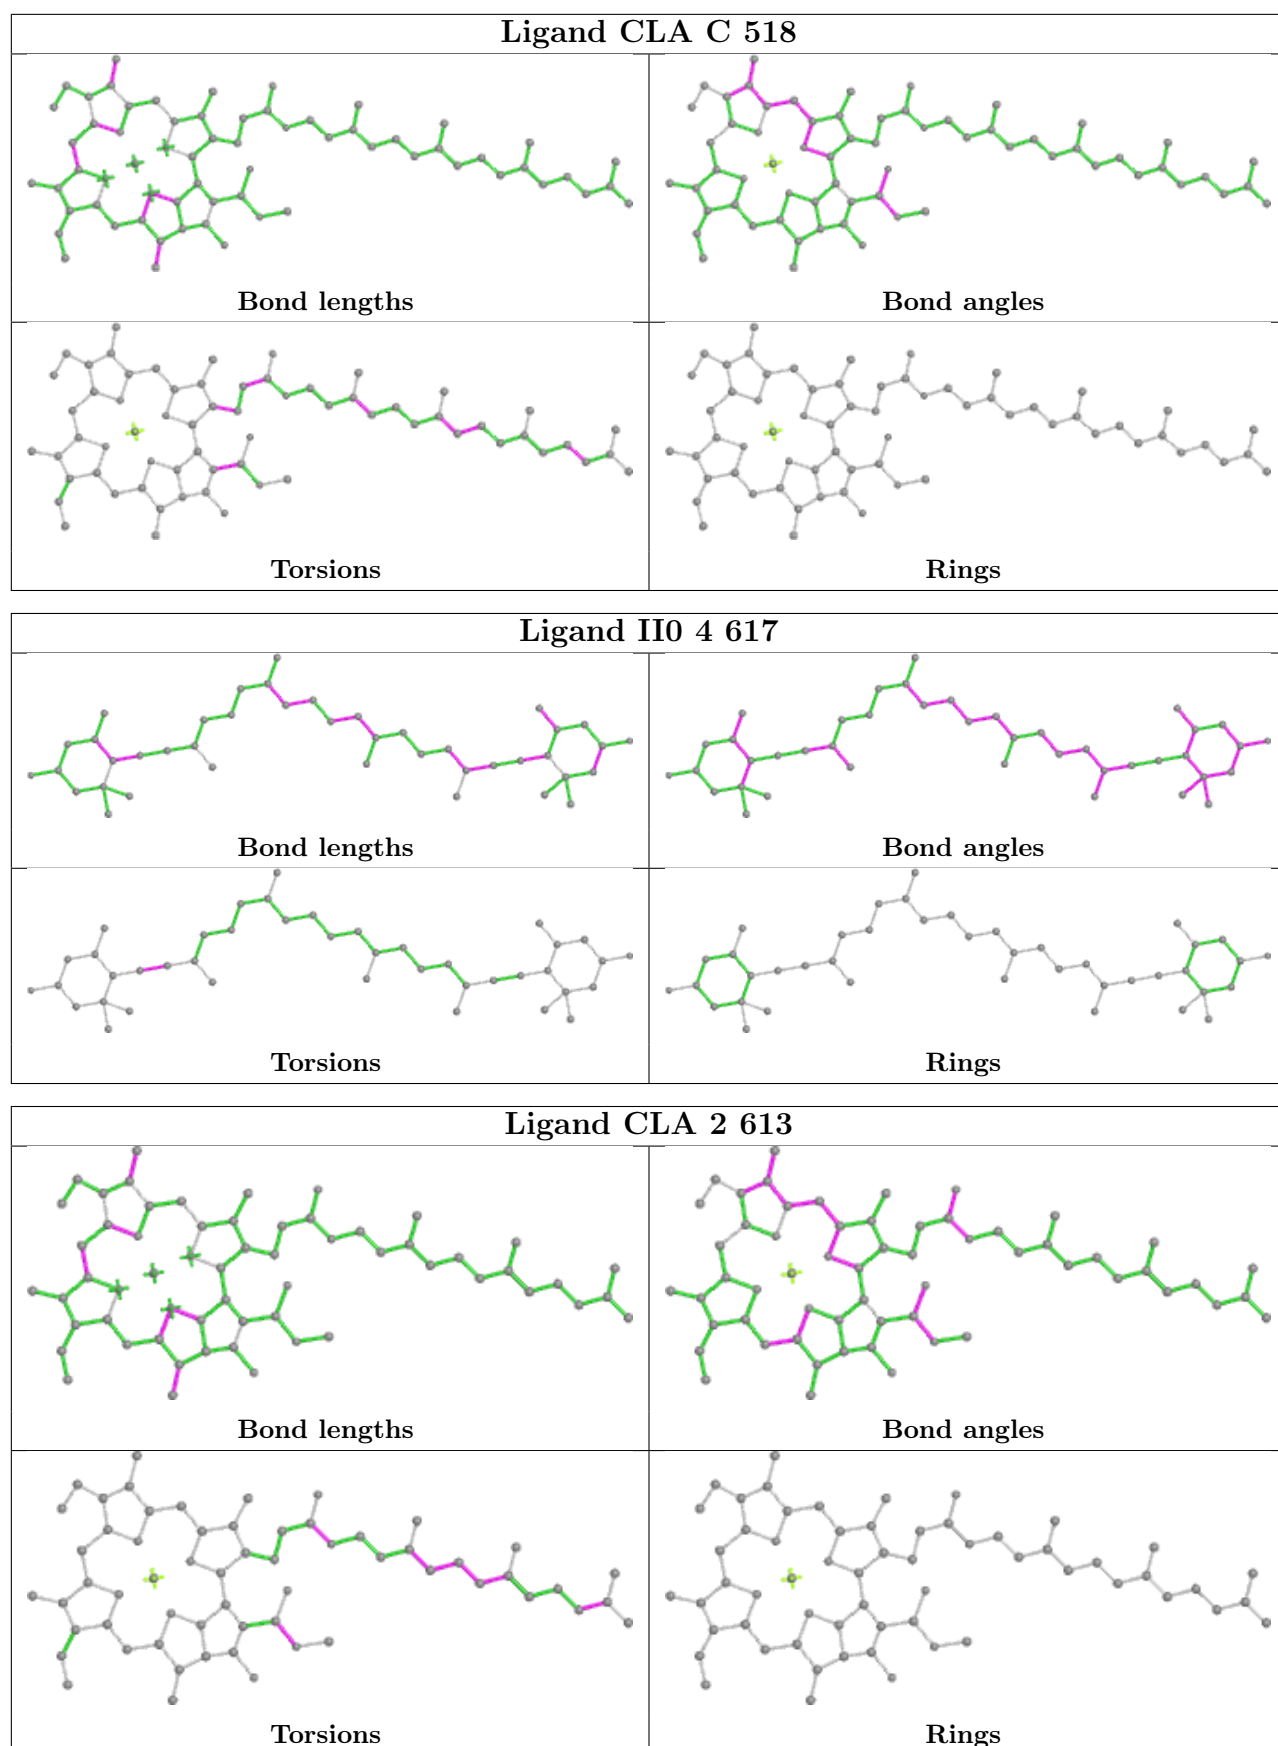 Ligand CLA C 518
Bond lengths
Bond angles
Torsions
Rings
Ligand II0 4 617
Bond lengths
Bond angles
Torsions
Rings
Ligand CLA 2 613
Bond lengths
Bond angles
Torsions
Rings